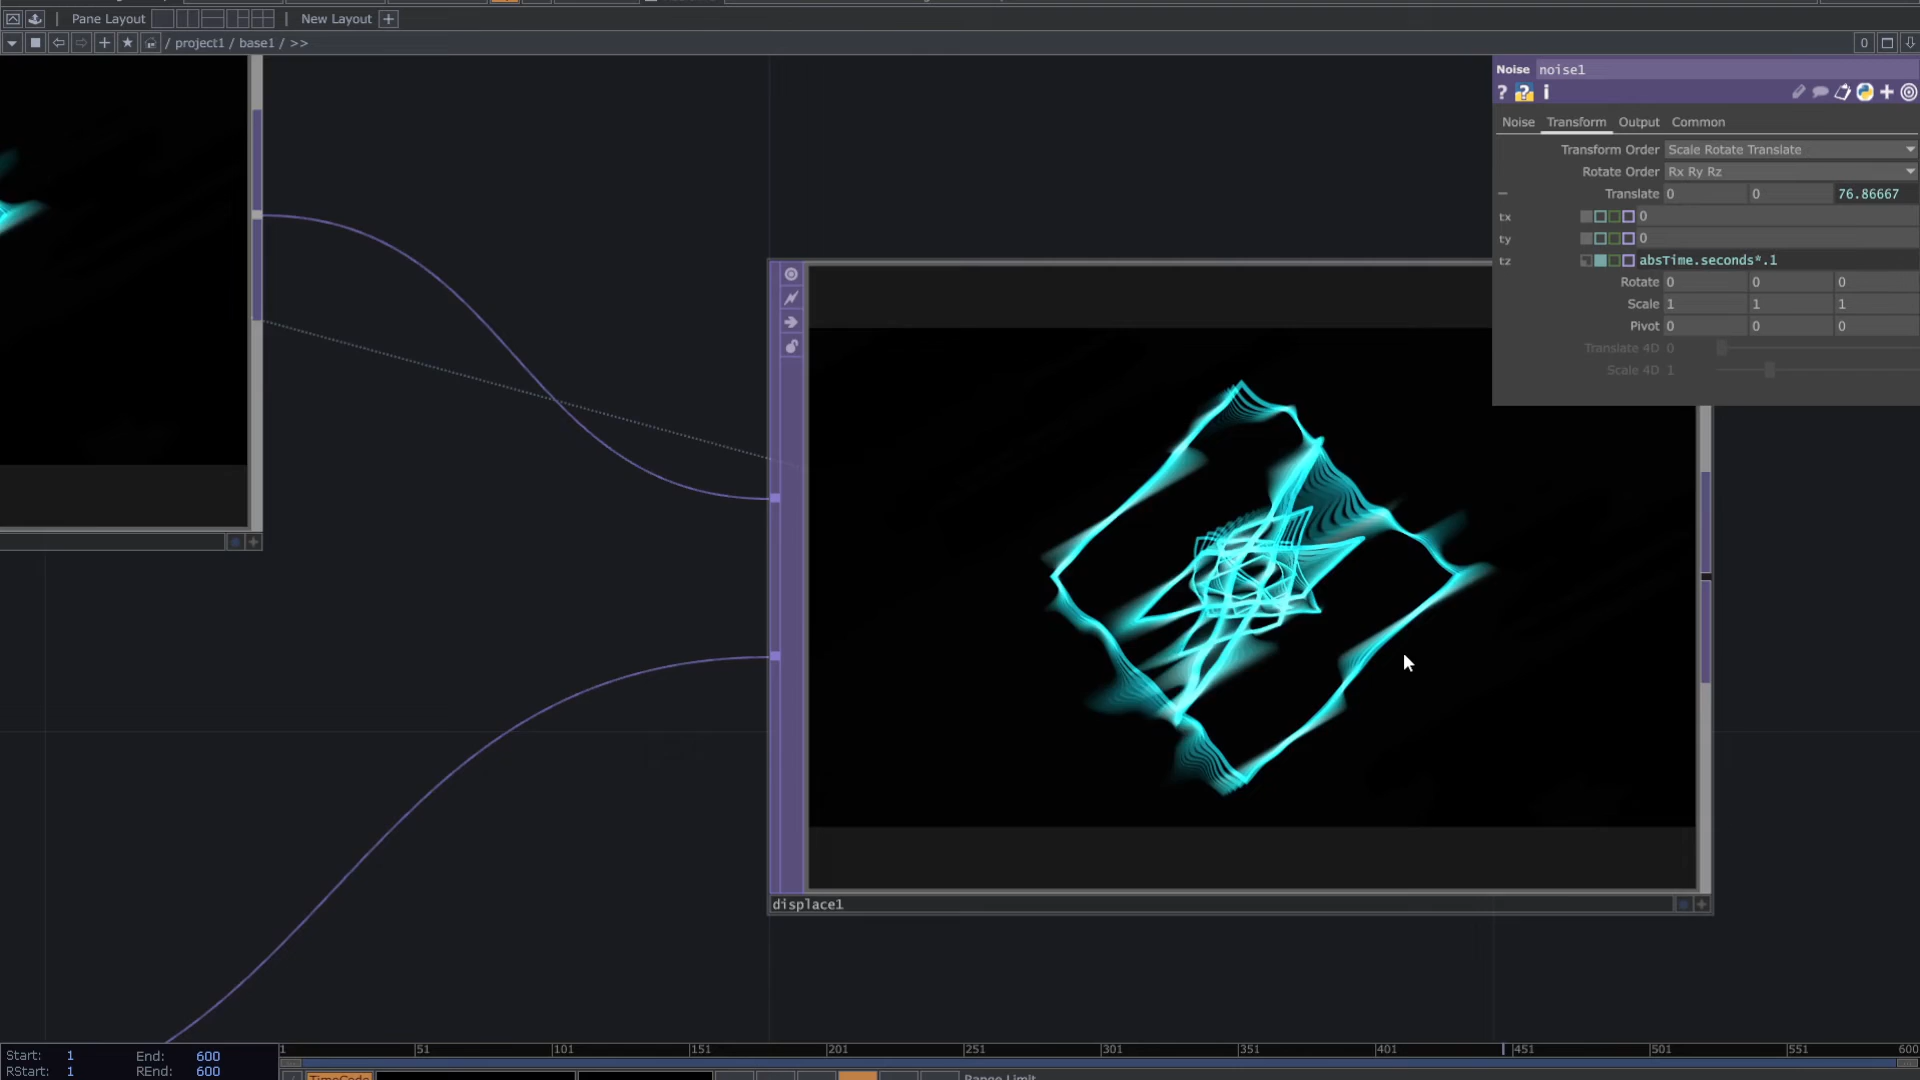 Pane Layout New Layout +
/ project1 / base1 / >> 0
Noise noise1
? ? i
Noise Transform Output Common
Transform Order Scale Rotate Translate
Rotate Order Rx Ry Rz
Translate 0 0 76.86667
tx 0
ty 0
tz absTime.seconds*.1
Rotate 0 0 0
Scale 1 1 1
Pivot 0 0 0
Translate 4D 0
Scale 4D 1
displace1
Start: 1 End: 600 1 51 101 151 201 251 301 351 401 451 501 551 600
RStart: 1 REnd: 600
TimeCode Range Limit